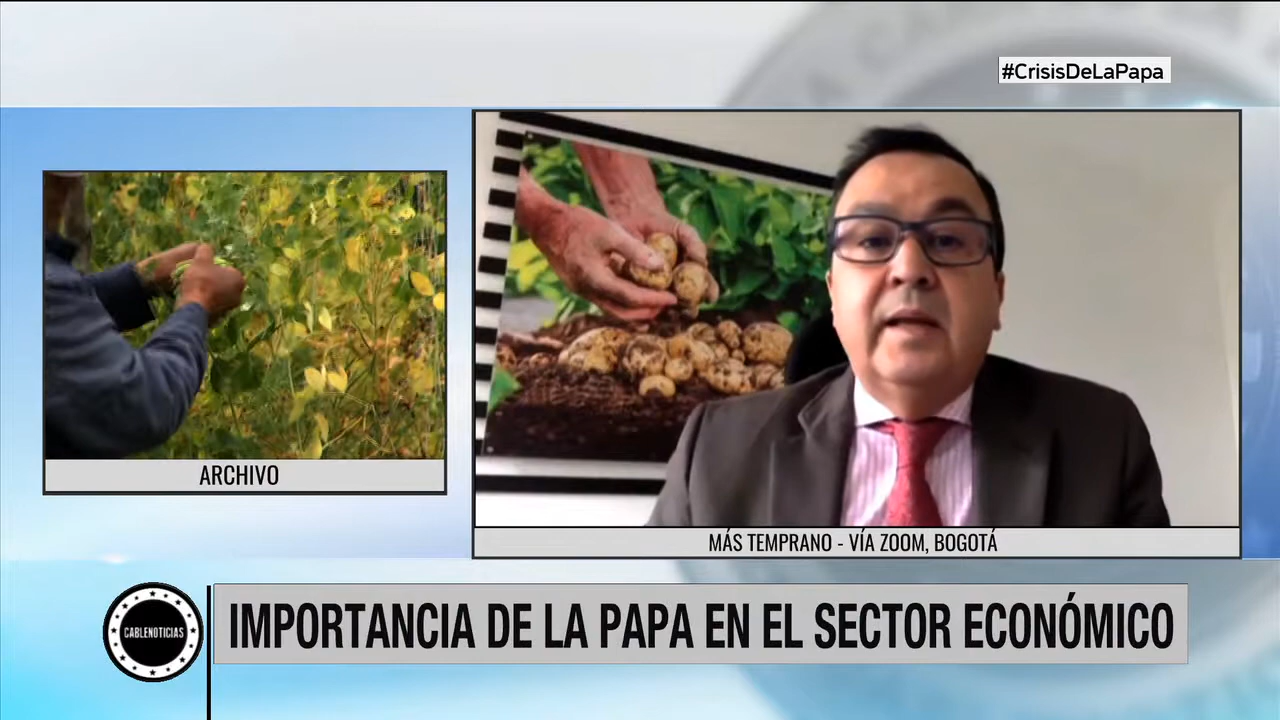 #CrisisDeLaPapa
ARCHIVO
MÁS TEMPRANO - VÍA ZOOM, BOGOTÁ
CABLENOTICIAS
IMPORTANCIA DE LA PAPA EN EL SECTOR ECONÓMICO